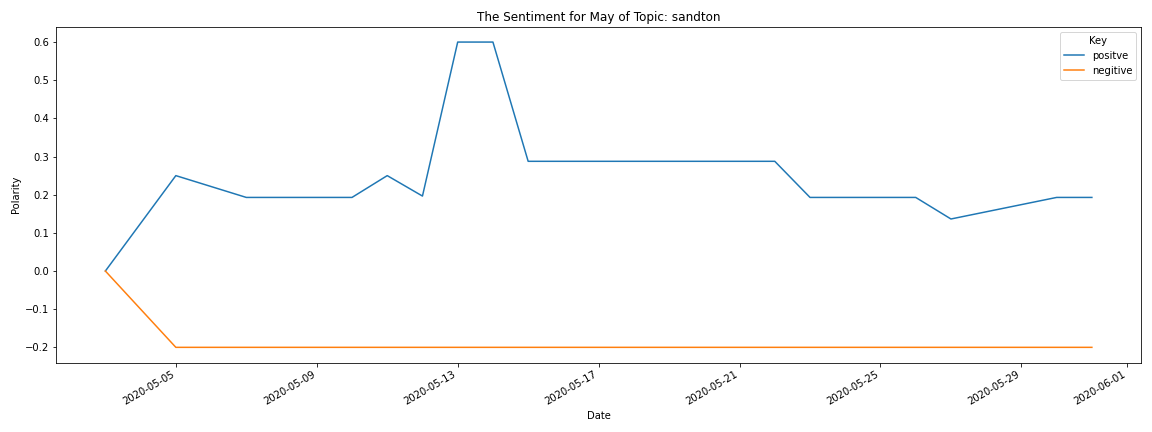 The Sentiment for May of Topic: sandton
Key
positve
negitive
Polarity
0.6
0.5
0.4
0.3
0.2
0.1
0.0
−0.1
−0.2
2020-05-05
2020-05-09
2020-05-13
2020-05-17
2020-05-21
2020-05-25
2020-05-29
2020-06-01
Date